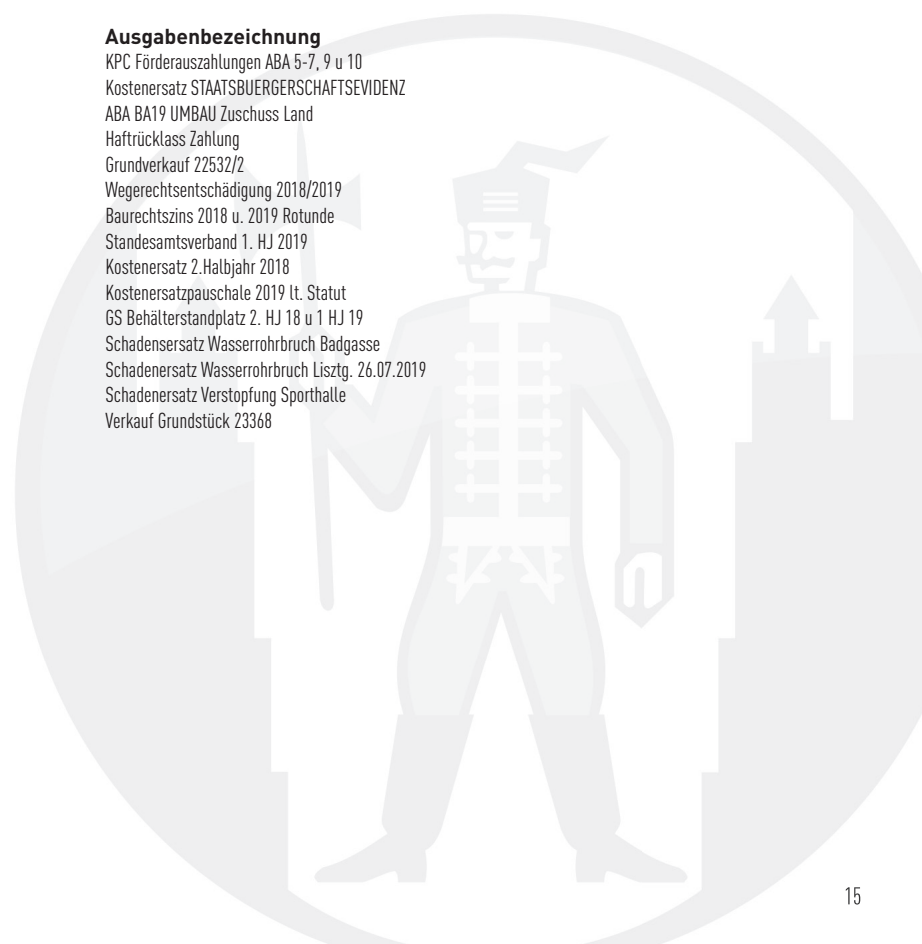 Ausgabenbezeichnung
KPC Förderauszahlungen ABA 5-7, 9 u 10
Kostenersatz STAATSBUERGERSCHAFTSEVIDENZ
ABA BA19 UMBAU Zuschuss Land
Haftrücklass Zahlung
Grundverkauf 22532/2
Wegerechtsentschädigung 2018/2019
Baurechtszins 2018 u. 2019 Rotunde
Standesamtsverband 1. HJ 2019
Kostenersatz 2.Halbjahr 2018
Kostenersatzpauschale 2019 lt. Statut
GS Behälterstandplatz 2. HJ 18 u 1 HJ 19
Schadensersatz Wasserrohrbruch Badgasse
Schadenersatz Wasserrohrbruch Lisztg. 26.07.2019
Schadenersatz Verstopfung Sporthalle
Verkauf Grundstück 23368
15